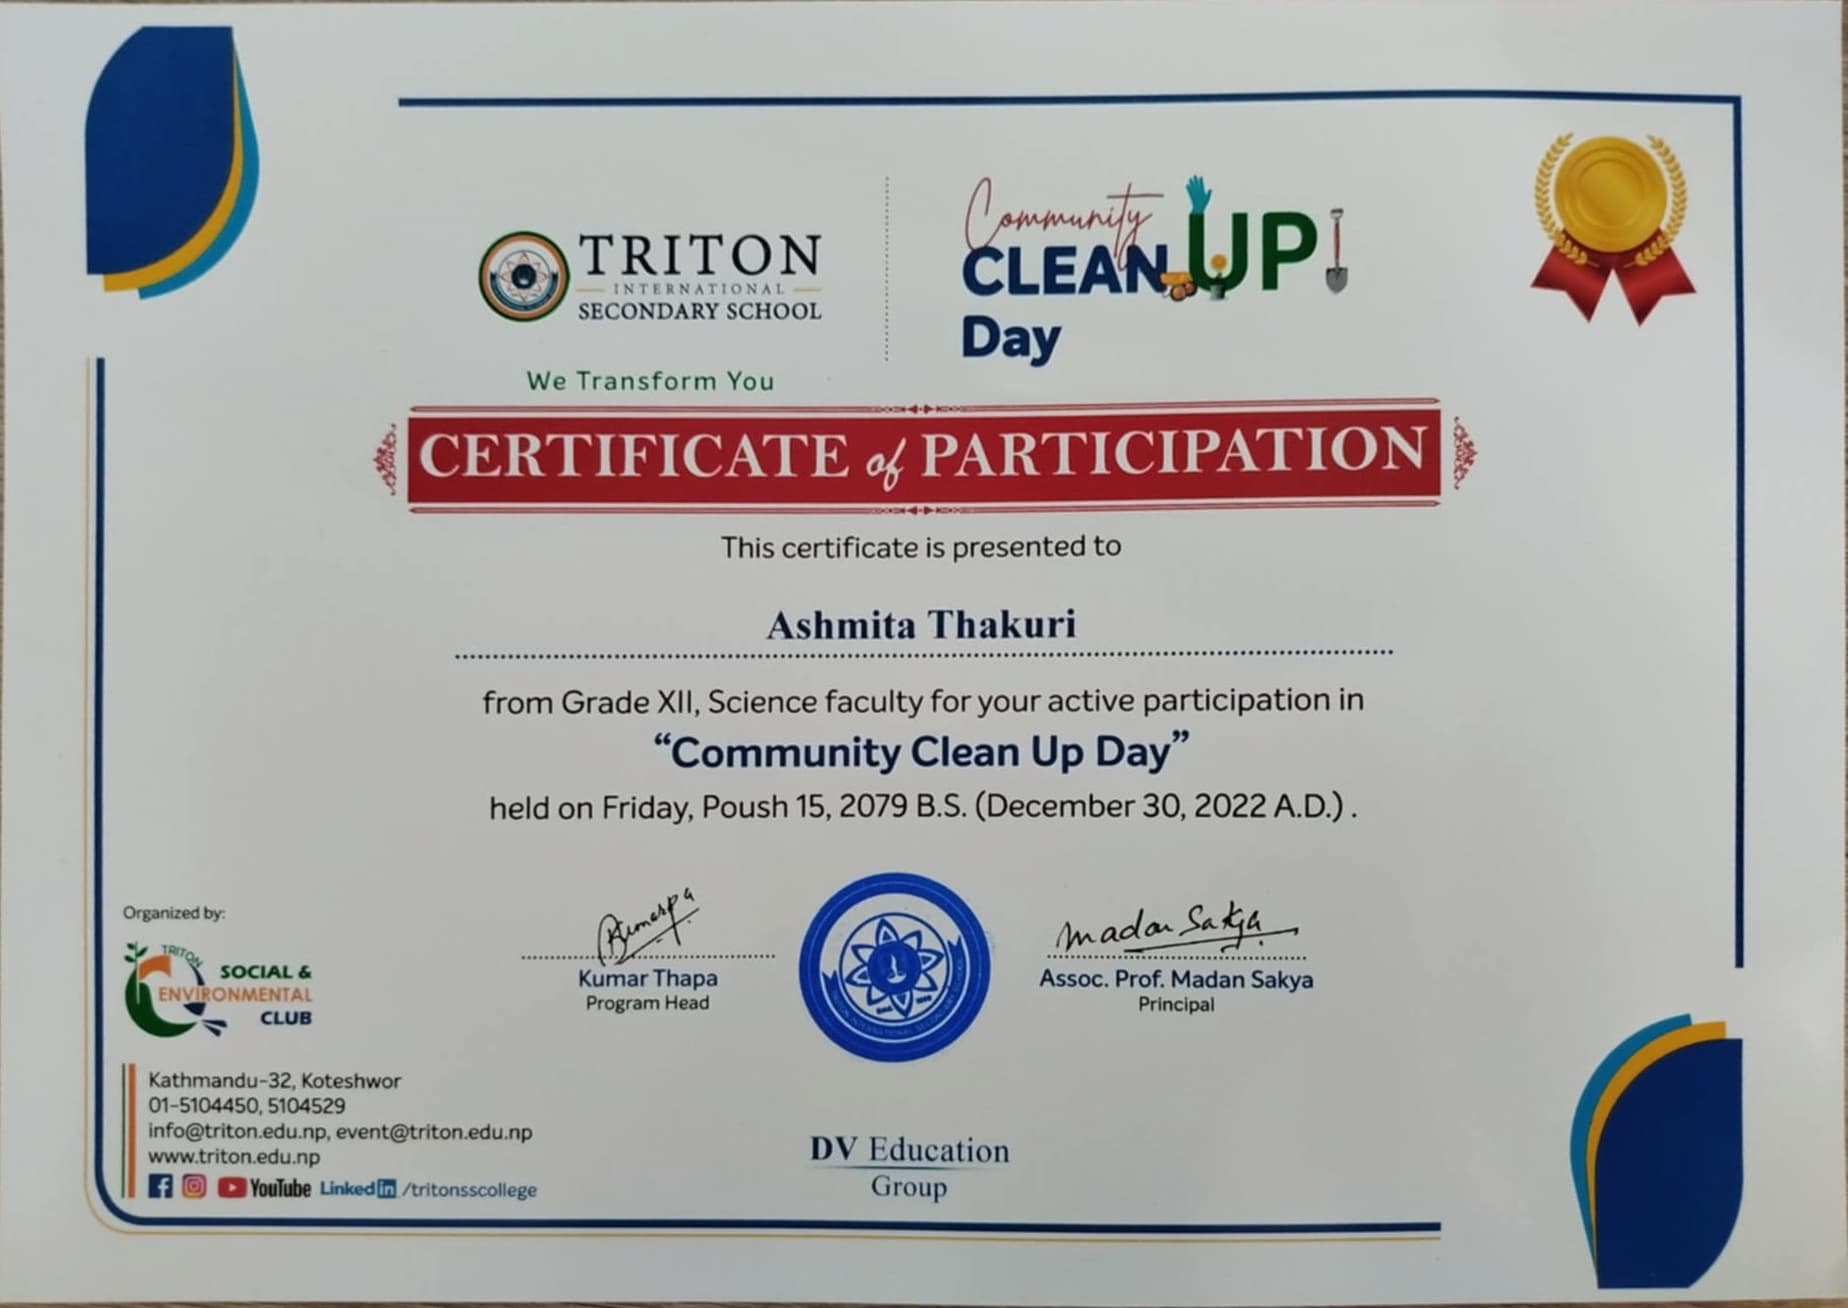 TRITON
INTERNATIONAL
SECONDARY SCHOOL
We Transform You
Community
CLEAN UP
Day
CERTIFICATE of PARTICIPATION
This certificate is presented to
Ashmita Thakuri
from Grade XII, Science faculty for your active participation in
“Community Clean Up Day”
held on Friday, Poush 15, 2079 B.S. (December 30, 2022 A.D.) .
Organized by:
TRITON
SOCIAL &
ENVIRONMENTAL
CLUB
Kumar Thapa
Program Head
Madan Sakya
Assoc. Prof. Madan Sakya
Principal
Kathmandu-32, Koteshwor
01-5104450, 5104529
info@triton.edu.np, event@triton.edu.np
www.triton.edu.np
YouTube Linkedin /tritonsscollege
DV Education
Group